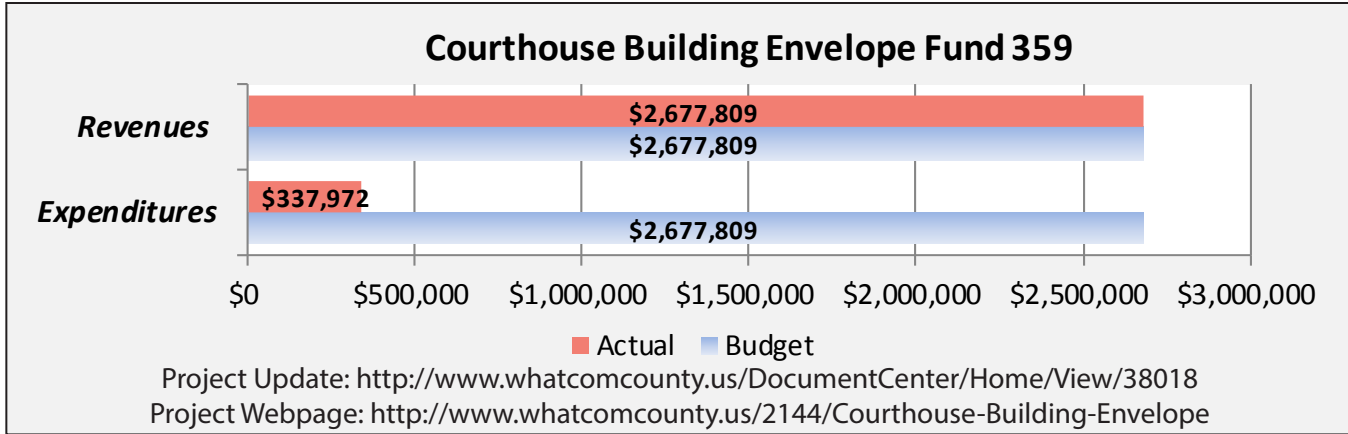 Courthouse Building Envelope Fund 359
Revenues
$2,677,809
$2,677,809
Expenditures
$337,972
$2,677,809
$0 $500,000 $1,000,000 $1,500,000 $2,000,000 $2,500,000 $3,000,000
Actual Budget
Project Update: http://www.whatcomcounty.us/DocumentCenter/Home/View/38018
Project Webpage: http://www.whatcomcounty.us/2144/Courthouse-Building-Envelope